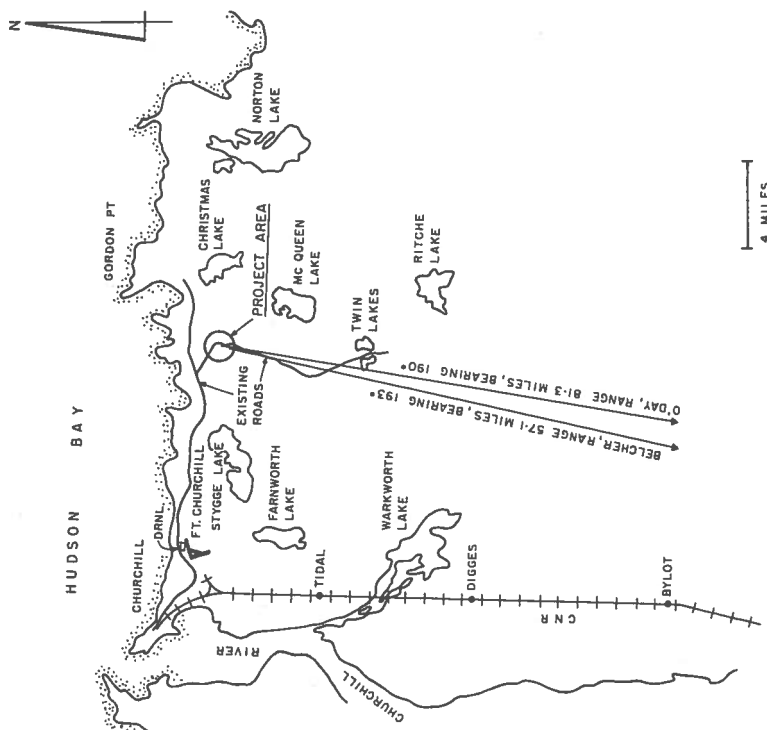 N
HUDSON BAY
GORDON PT
CHURCHILL
DRNL
FT. CHURCHILL
STYGGE LAKE
EXISTING
ROADS
CHRISTMAS
LAKE
NORTON
LAKE
PROJECT AREA
MC QUEEN
LAKE
FARNWORTH
LAKE
TIDAL
TWIN
LAKES
RITCHE
LAKE
WARKWORTH
LAKE
RIVER
CHURCHILL
DIGGES
CNR
BYLOT
O'DAY, RANGE 81·3 MILES, BEARING 190°
BELCHER, RANGE 57·1 MILES, BEARING 193°
4 MILES